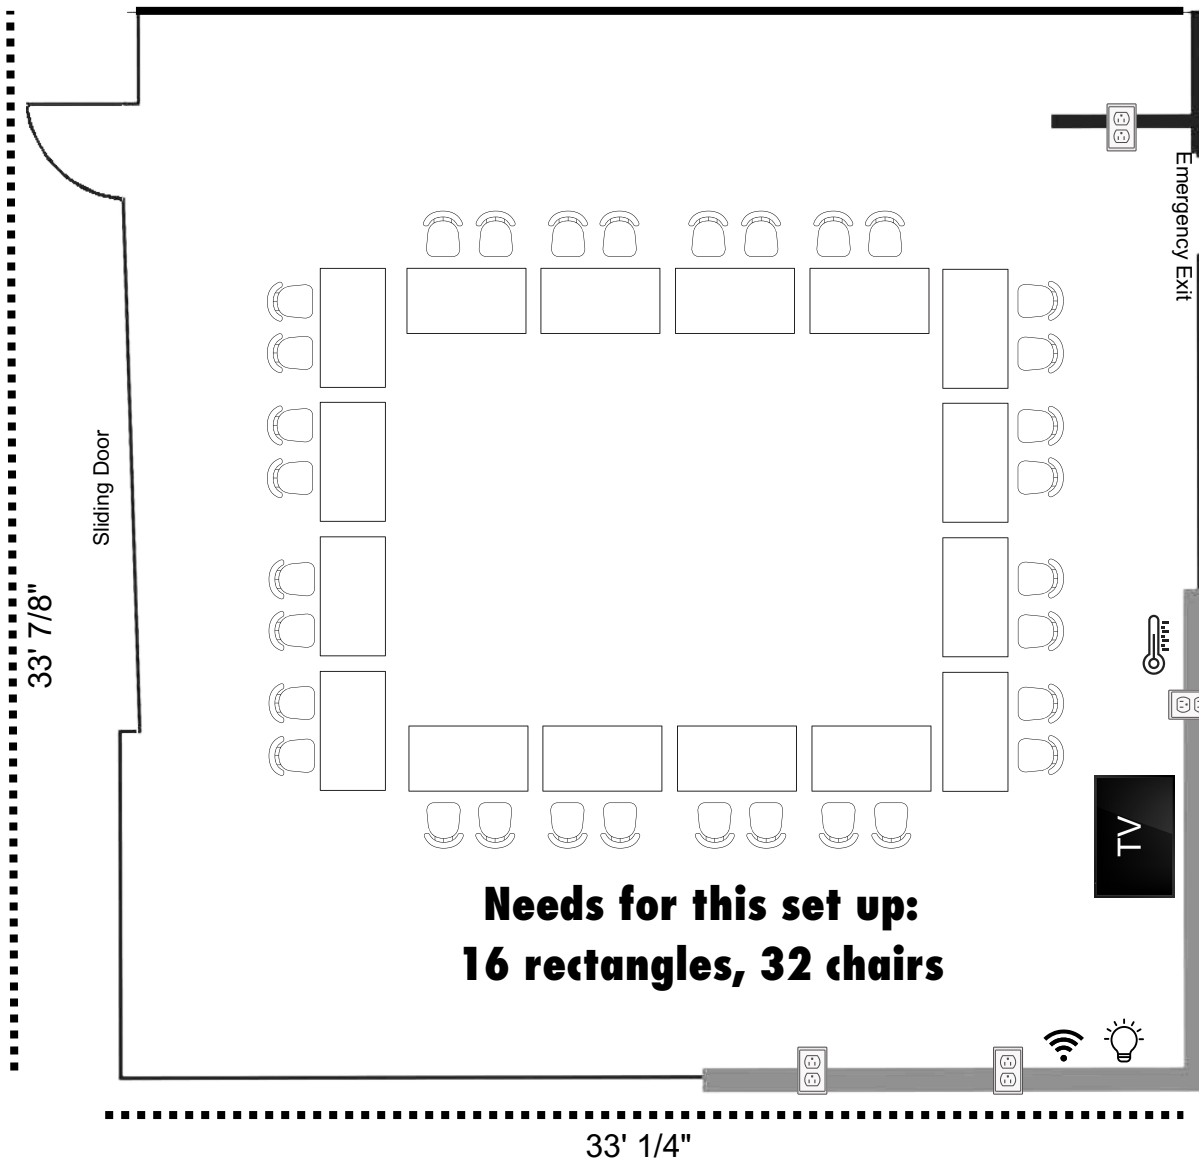 Emergency Exit
Sliding Door
33' 7/8"
TV
Needs for this set up:
16 rectangles, 32 chairs
33' 1/4"